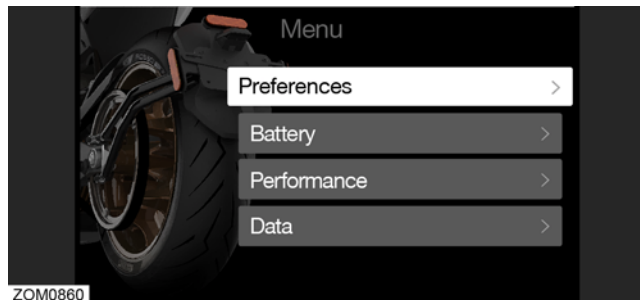 Menu
Preferences
Battery
Performance
Data
ZOM0860